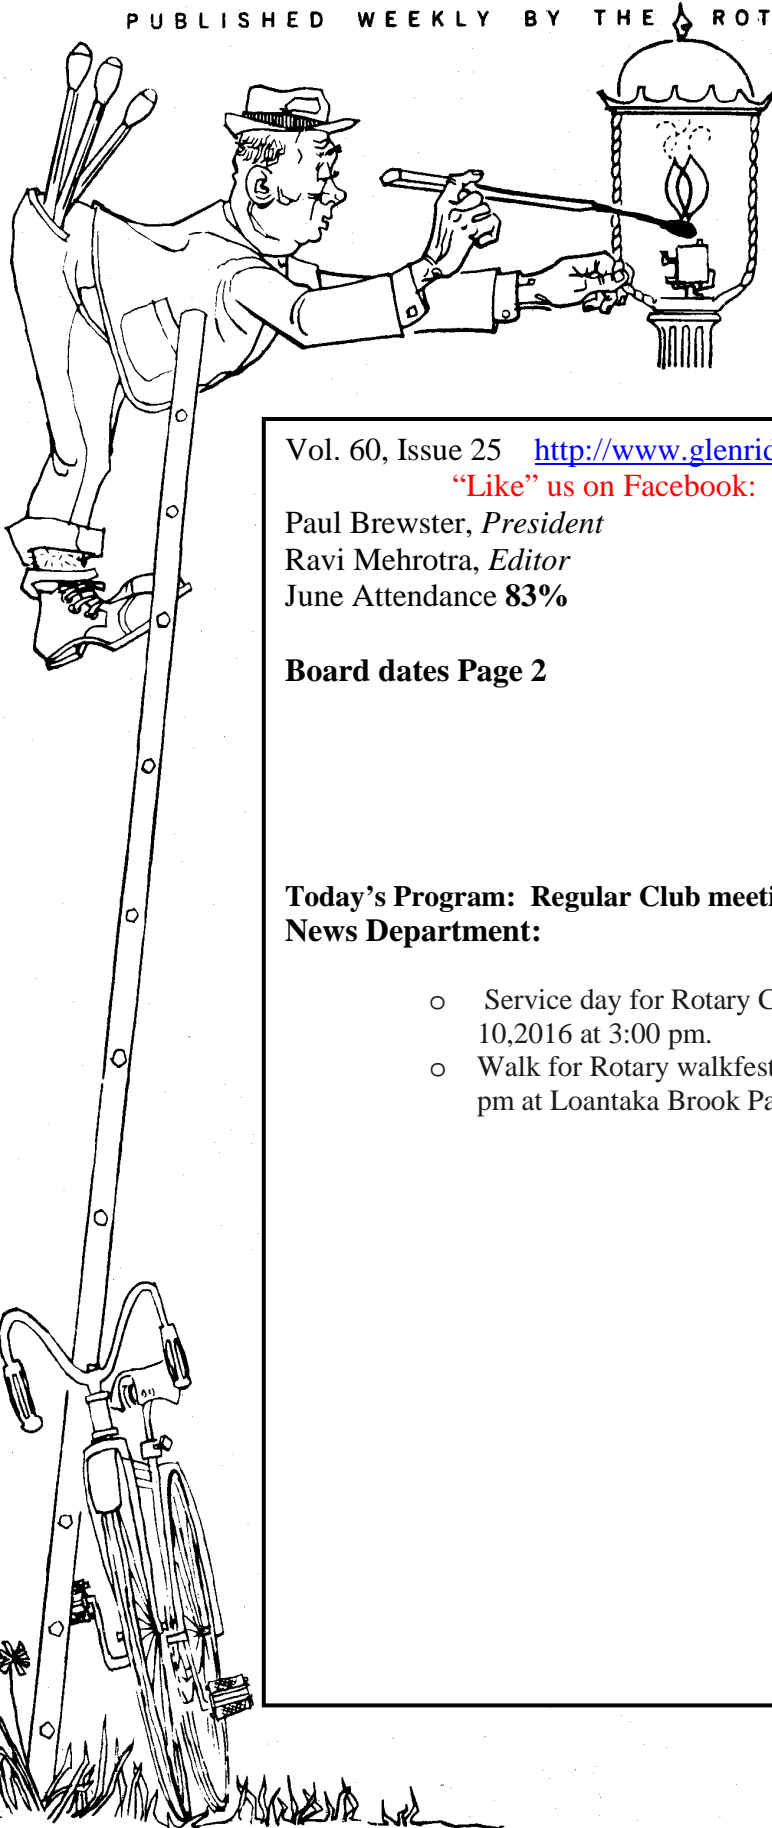 PUBLISHED WEEKLY BY THE ROT
Vol. 60, Issue 25 http://www.glenric
“Like” us on Facebook:
Paul Brewster, President
Ravi Mehrotra, Editor
June Attendance 83%
Board dates Page 2
Today’s Program: Regular Club meeti
News Department:
o Service day for Rotary C
10,2016 at 3:00 pm.
o Walk for Rotary walkfest
pm at Loantaka Brook Pa